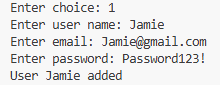 Enter choice: 1
Enter user name: Jamie
Enter email: Jamie@gmail.com
Enter password: Password123!
User Jamie added